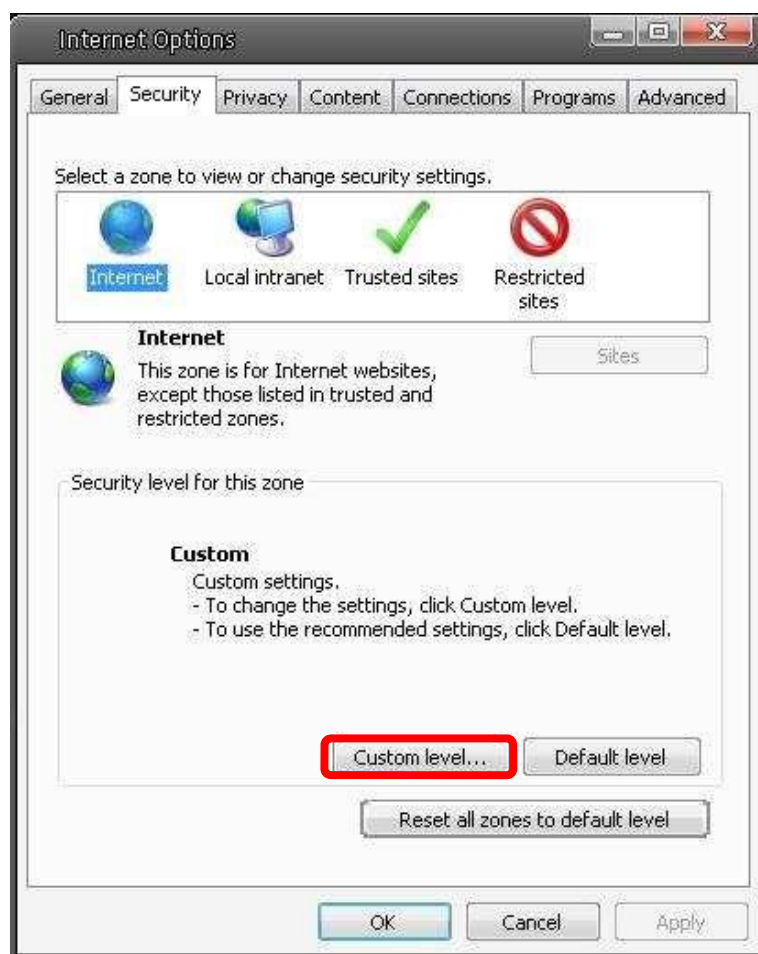 Internet Options
General Security Privacy Content Connections Programs Advanced
Select a zone to view or change security settings.
Internet Local intranet Trusted sites Restricted sites
Internet
Sites
This zone is for Internet websites,
except those listed in trusted and
restricted zones.
Security level for this zone
Custom
Custom settings.
- To change the settings, click Custom level.
- To use the recommended settings, click Default level.
Custom level... Default level
Reset all zones to default level
OK Cancel Apply